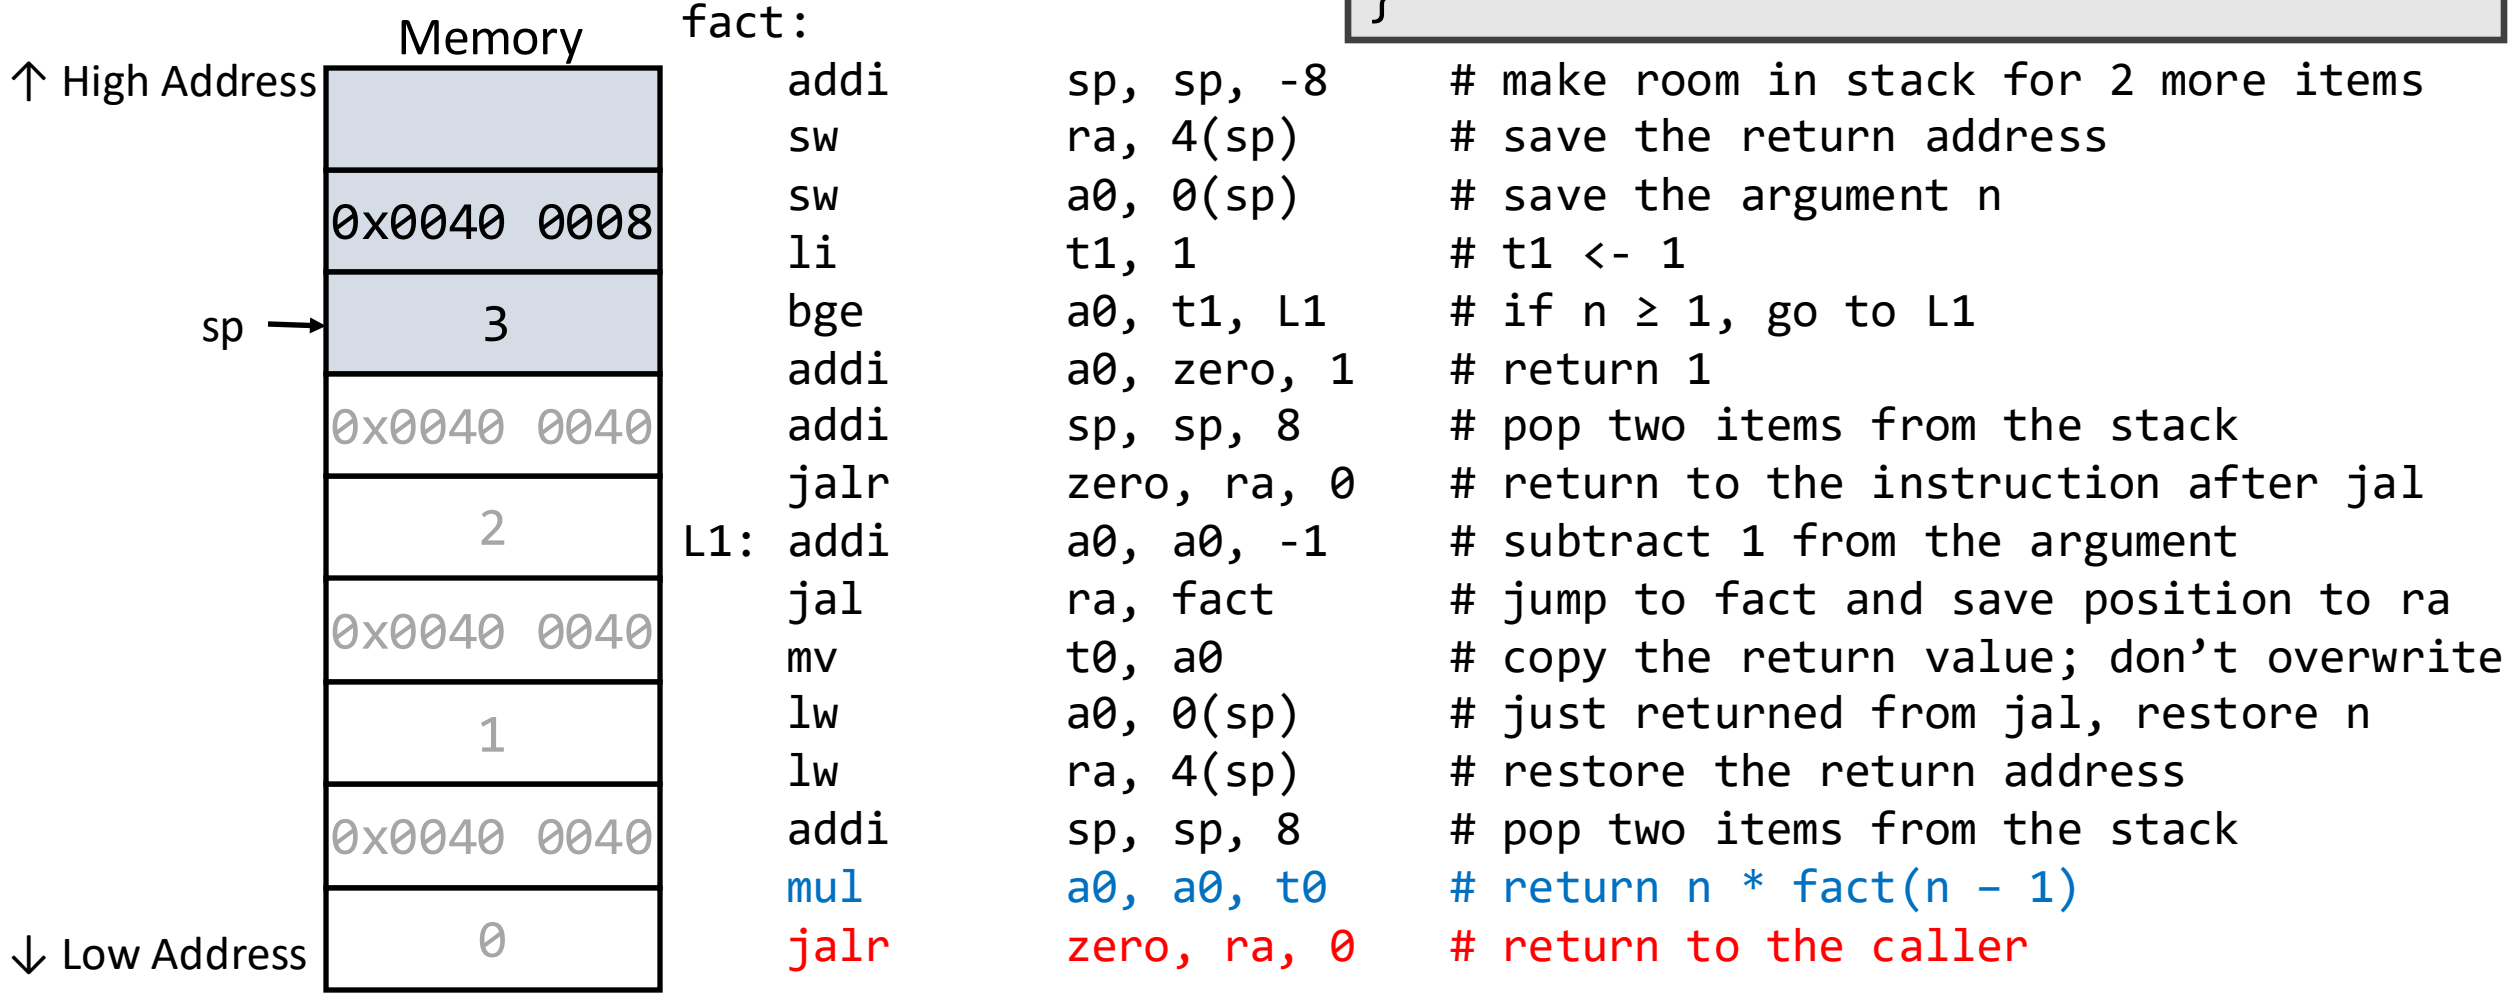 }
Memory
↑ High Address
0x0040 0008
sp
3
0x0040 0040
2
0x0040 0040
1
0x0040 0040
0
↓ Low Address
fact:
addi sp, sp, -8 # make room in stack for 2 more items
sw ra, 4(sp) # save the return address
sw a0, 0(sp) # save the argument n
li t1, 1 # t1 <- 1
bge a0, t1, L1 # if n ≥ 1, go to L1
addi a0, zero, 1 # return 1
addi sp, sp, 8 # pop two items from the stack
jalr zero, ra, 0 # return to the instruction after jal
L1: addi a0, a0, -1 # subtract 1 from the argument
jal ra, fact # jump to fact and save position to ra
mv t0, a0 # copy the return value; don’t overwrite
lw a0, 0(sp) # just returned from jal, restore n
lw ra, 4(sp) # restore the return address
addi sp, sp, 8 # pop two items from the stack
mul a0, a0, t0 # return n * fact(n – 1)
jalr zero, ra, 0 # return to the caller